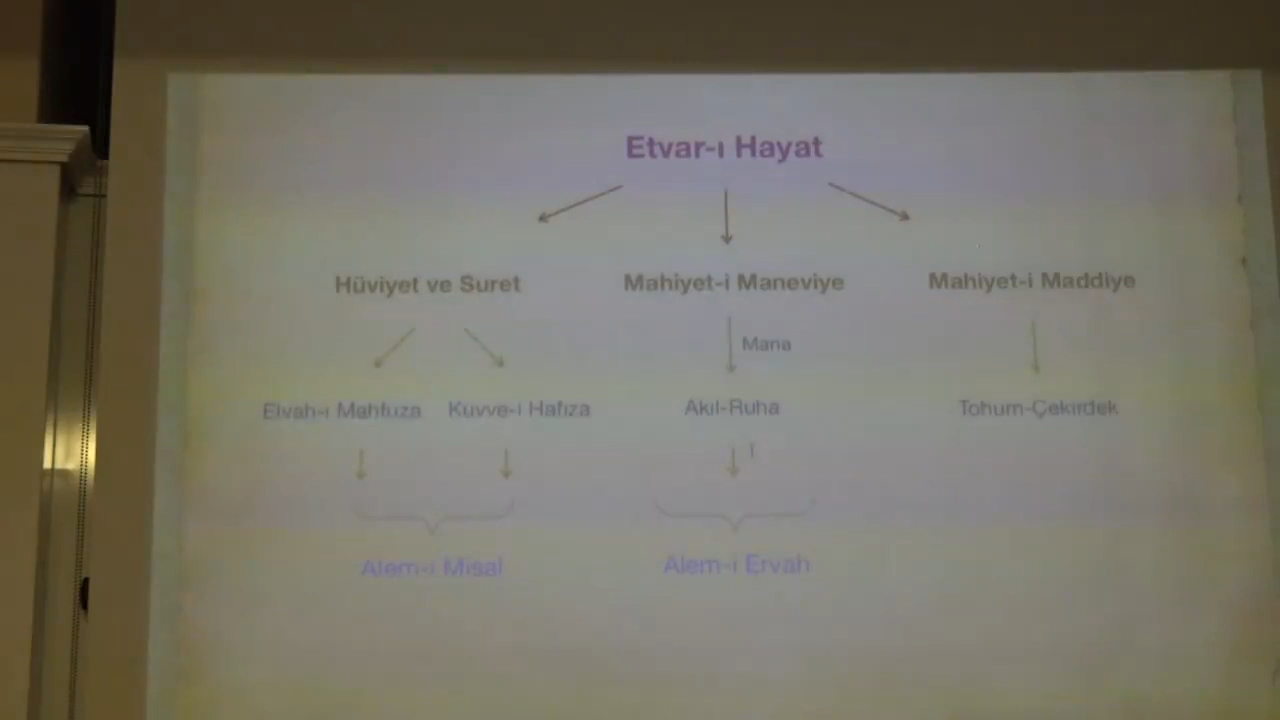 Etvar-ı Hayat
Hüviyet ve Suret
Mahiyet-i Maneviye
Mahiyet-i Maddiye
Mana
Elvah-ı Mahfuza
Kuvve-i Hafıza
Akıl-Ruha
Tohum-Çekirdek
Alem-i Misal
Alem-i Ervah